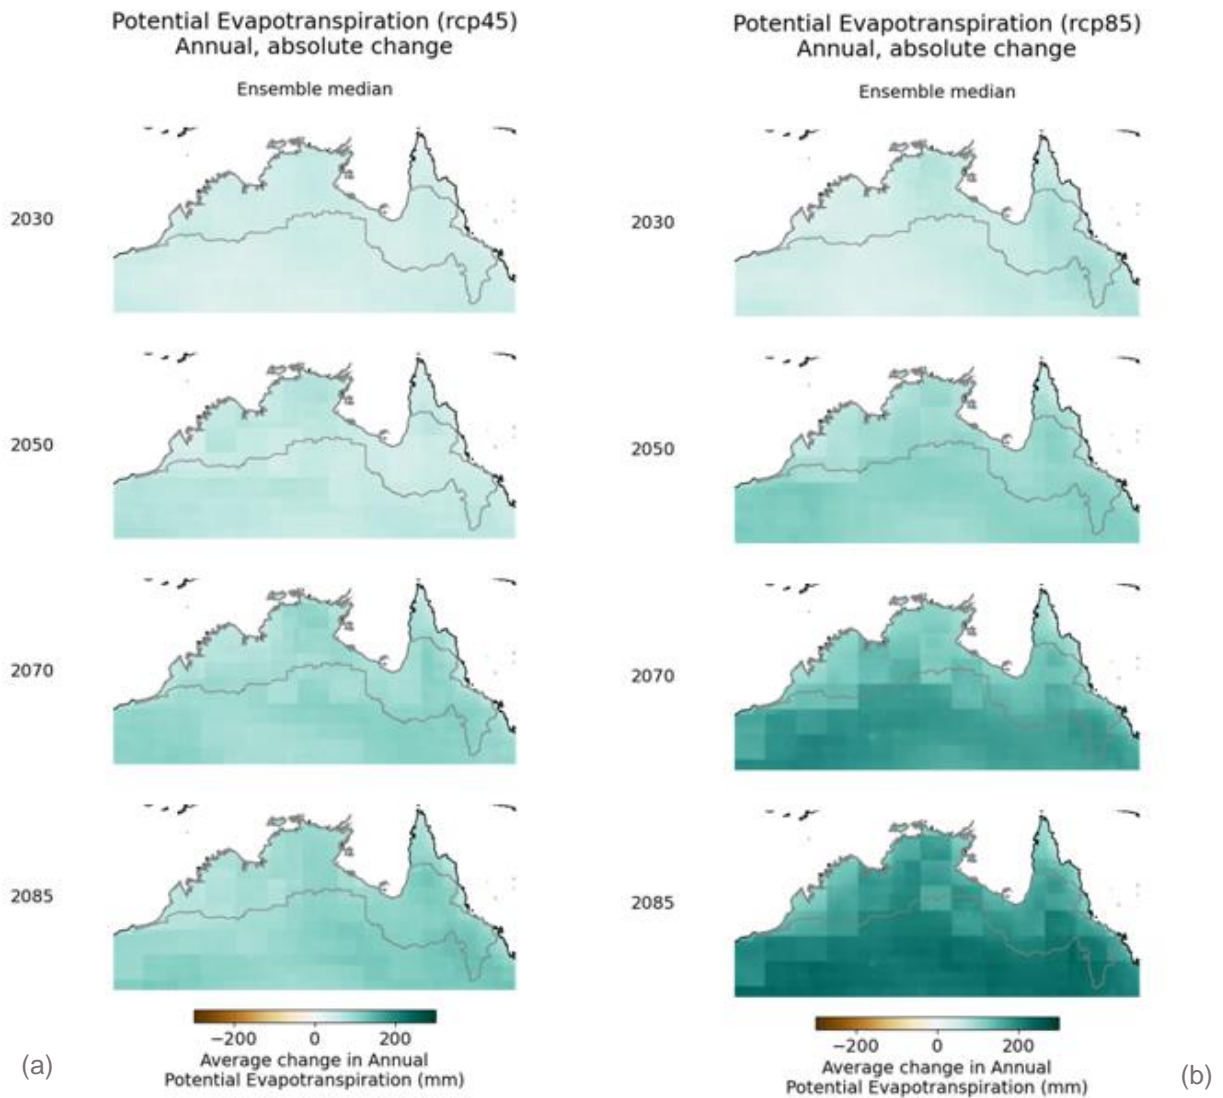 Potential Evapotranspiration (rcp45)
Annual, absolute change
Ensemble median
2030
2050
2070
2085
−200 0 200
Average change in Annual
Potential Evapotranspiration (mm)
(a)
Potential Evapotranspiration (rcp85)
Annual, absolute change
Ensemble median
2030
2050
2070
2085
−200 0 200
Average change in Annual
Potential Evapotranspiration (mm)
(b)